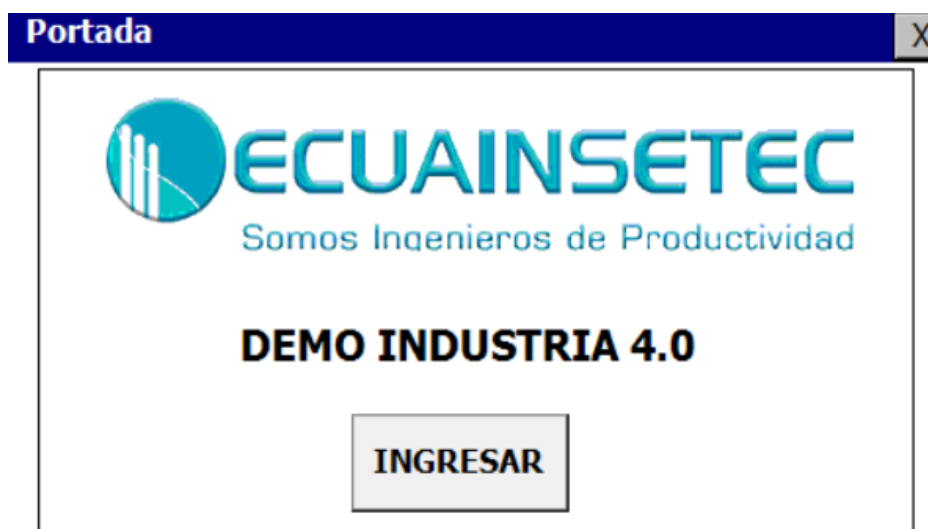 Portada X
ECUAINSETEC
Somos Ingenieros de Productividad
DEMO INDUSTRIA 4.0
INGRESAR